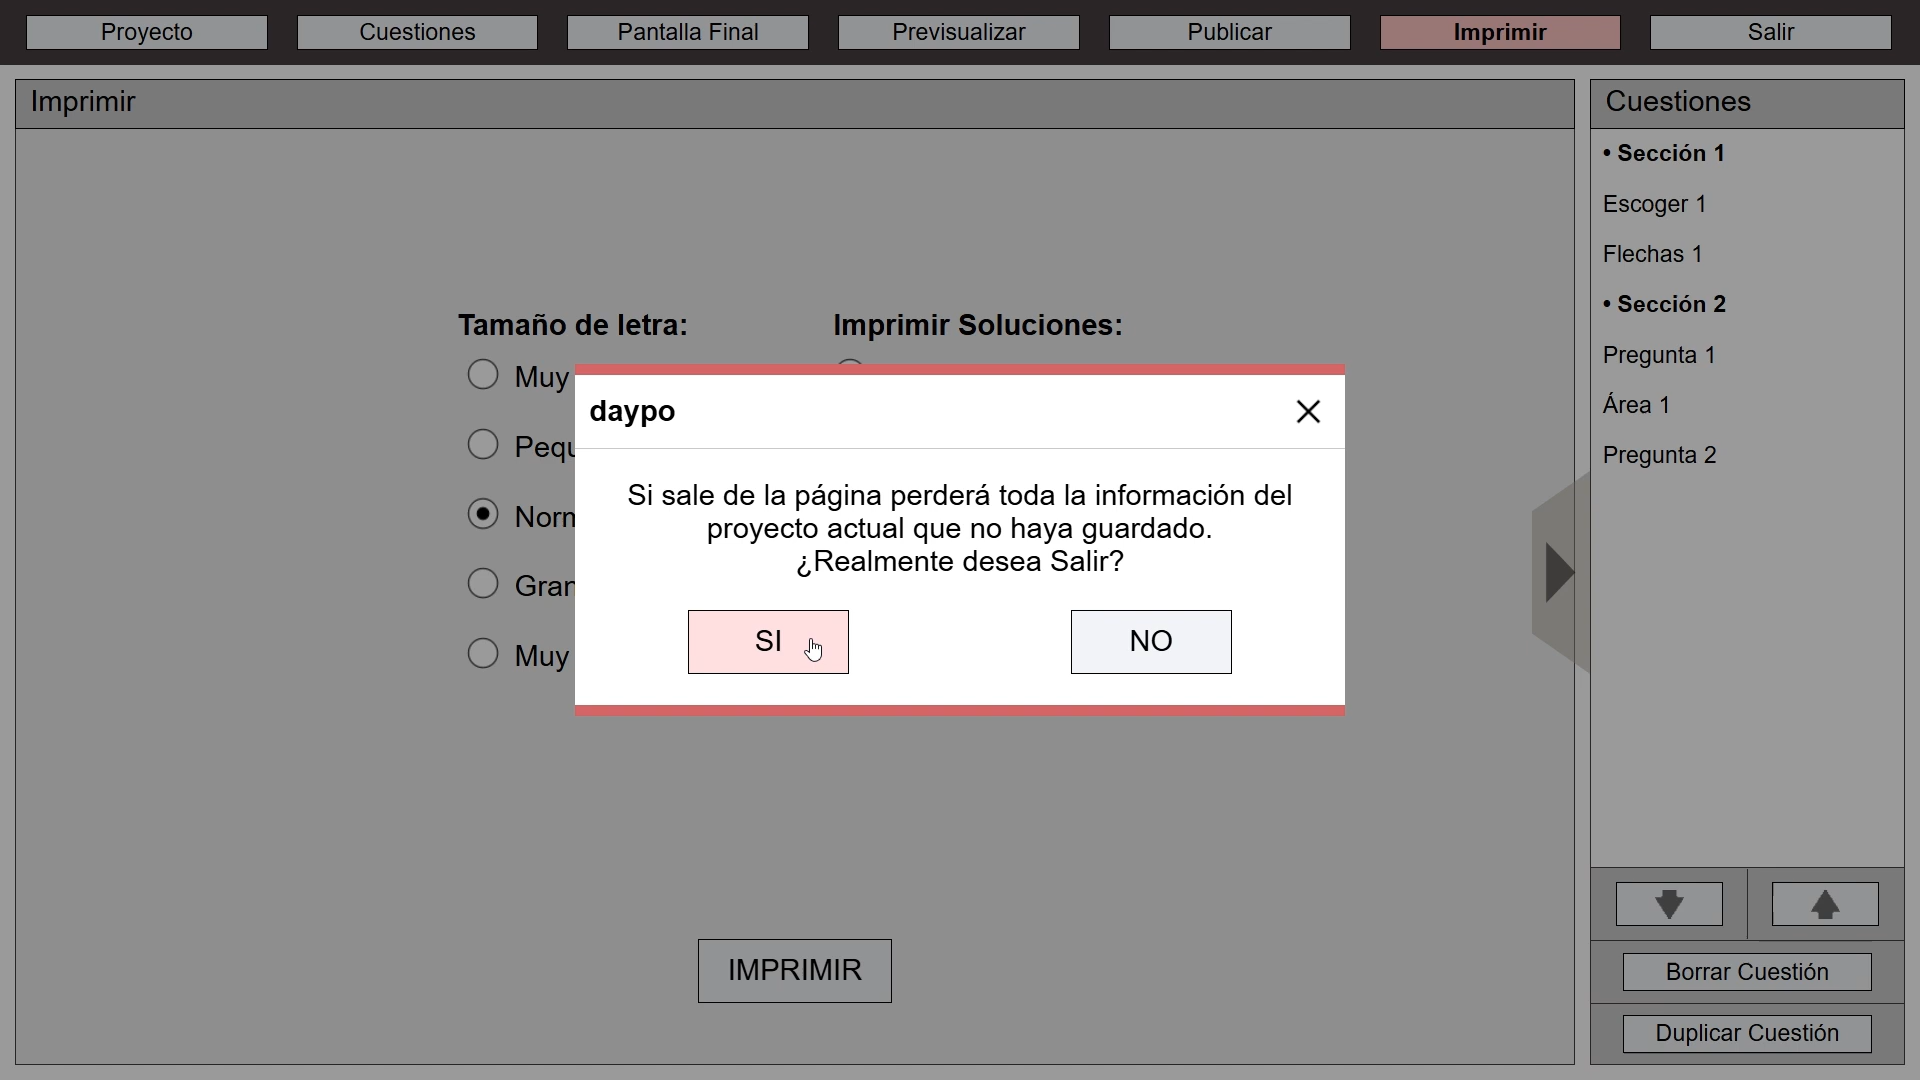 Proyecto
Cuestiones
Pantalla Final
Previsualizar
Publicar
Imprimir
Salir
Imprimir
Tamaño de letra:
Imprimir Soluciones:
Muy
Muy
daypo
Si sale de la página perderá toda la información del
proyecto actual que no haya guardado.
¿Realmente desea Salir?
SI
NO
IMPRIMIR
Cuestiones
• Sección 1
Escoger 1
Flechas 1
• Sección 2
Pregunta 1
Área 1
Pregunta 2
Borrar Cuestión
Duplicar Cuestión